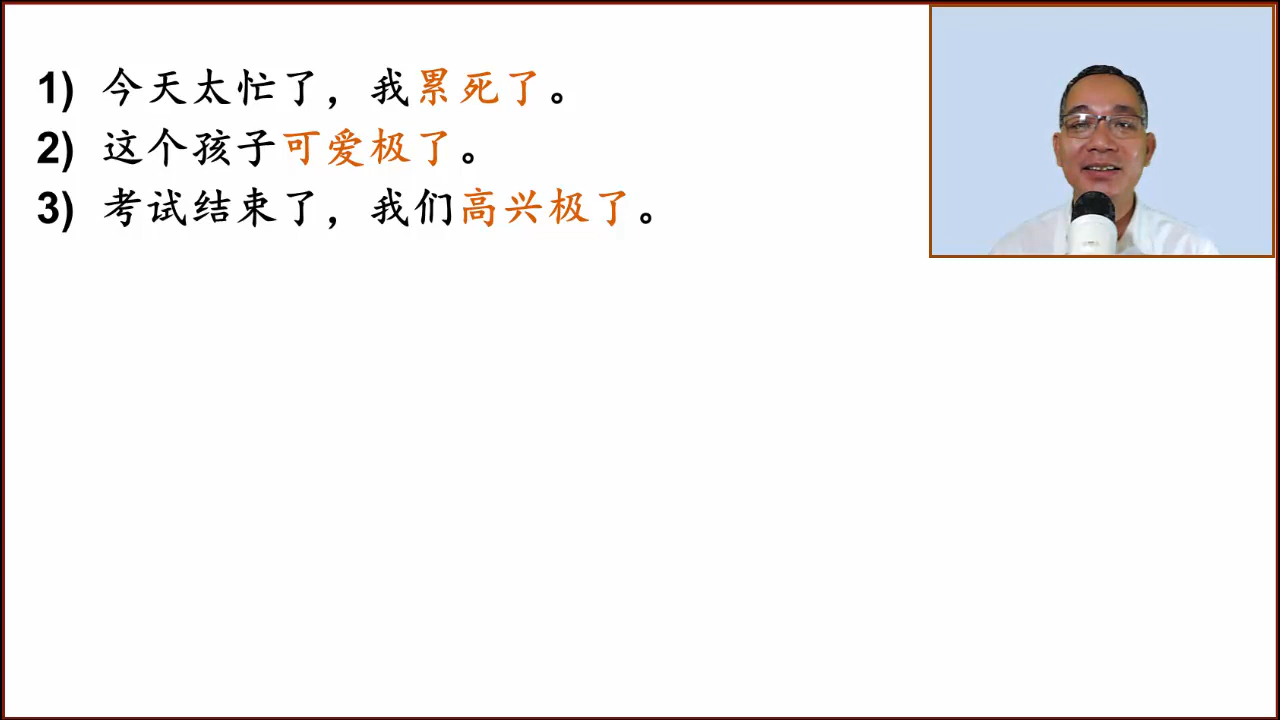 1) 今天太忙了，我累死了。
2) 这个孩子可爱极了。
3) 考试结束了，我们高兴极了。